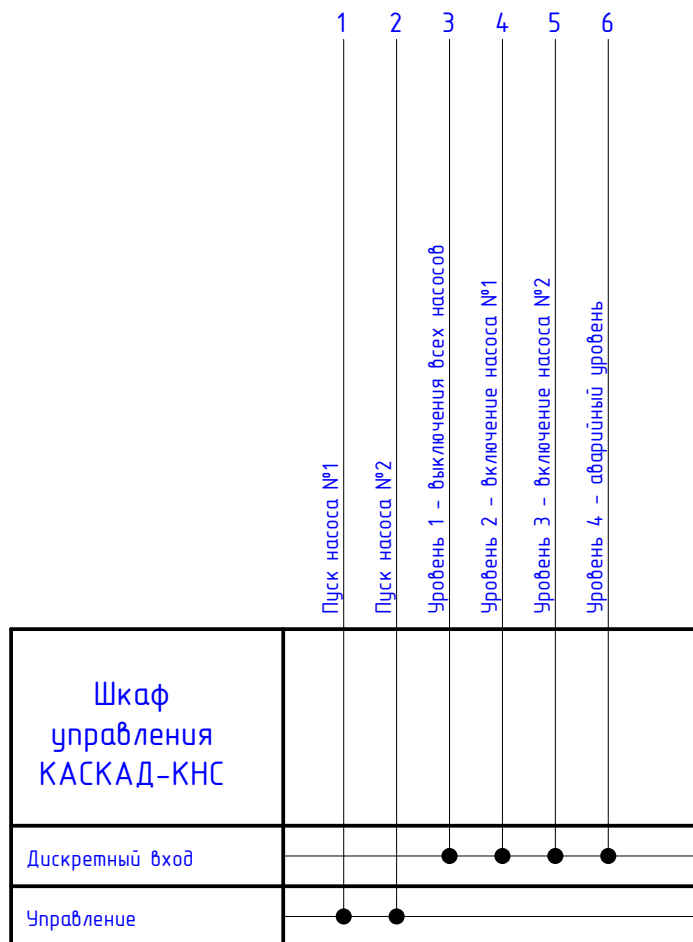 1 2 3 4 5 6
Пуск насоса №1
Пуск насоса №2
Уровень 1 - выключения всех насосов
Уровень 2 - включение насоса №1
Уровень 3 - включение насоса №2
Уровень 4 - аварийный уровень
Шкаф
управления
КАСКАД-КНС
Дискретный вход
Управление